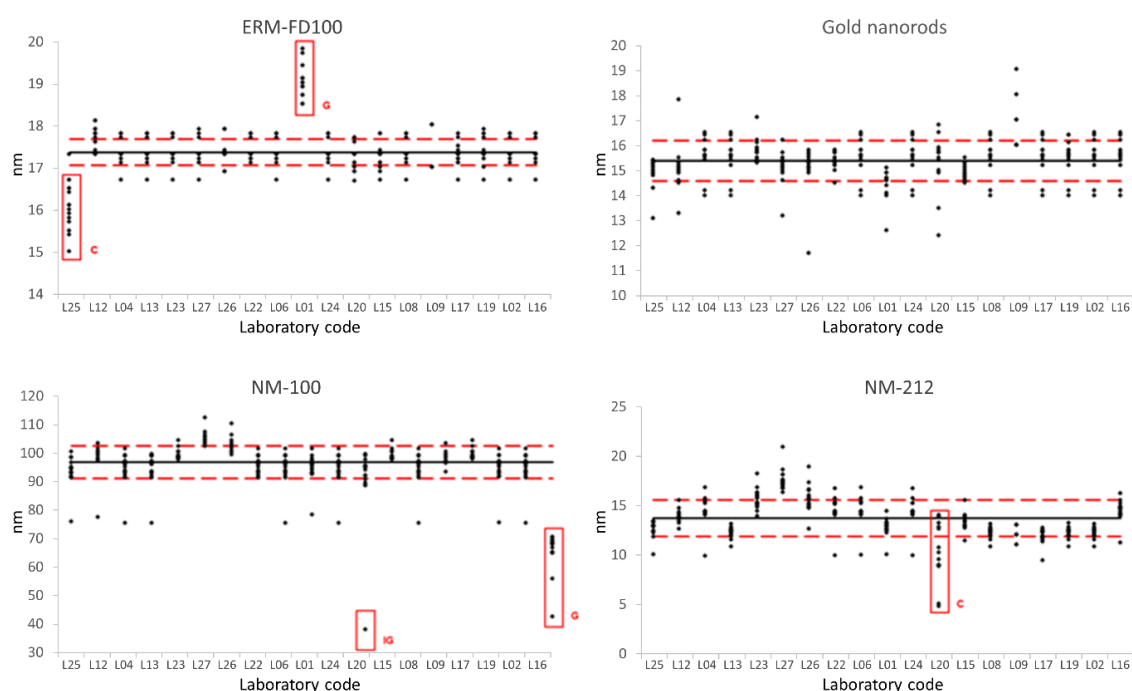 ERM-FD100
20
19
18
17
16
15
14
nm
G
C
L25 L12 L04 L13 L23 L27 L26 L22 L06 L01 L24 L20 L15 L08 L09 L17 L19 L02 L16
Laboratory code
Gold nanorods
20
19
18
17
16
15
14
13
12
11
10
nm
L25 L12 L04 L13 L23 L27 L26 L22 L06 L01 L24 L20 L15 L08 L09 L17 L19 L02 L16
Laboratory code
NM-100
120
110
100
90
80
70
60
50
40
30
nm
IG
G
L25 L12 L04 L13 L23 L27 L26 L22 L06 L01 L24 L20 L15 L08 L09 L17 L19 L02 L16
Laboratory code
NM-212
25
20
15
10
5
0
nm
C
L25 L12 L04 L13 L23 L27 L26 L22 L06 L01 L24 L20 L15 L08 L09 L17 L19 L02 L16
Laboratory code